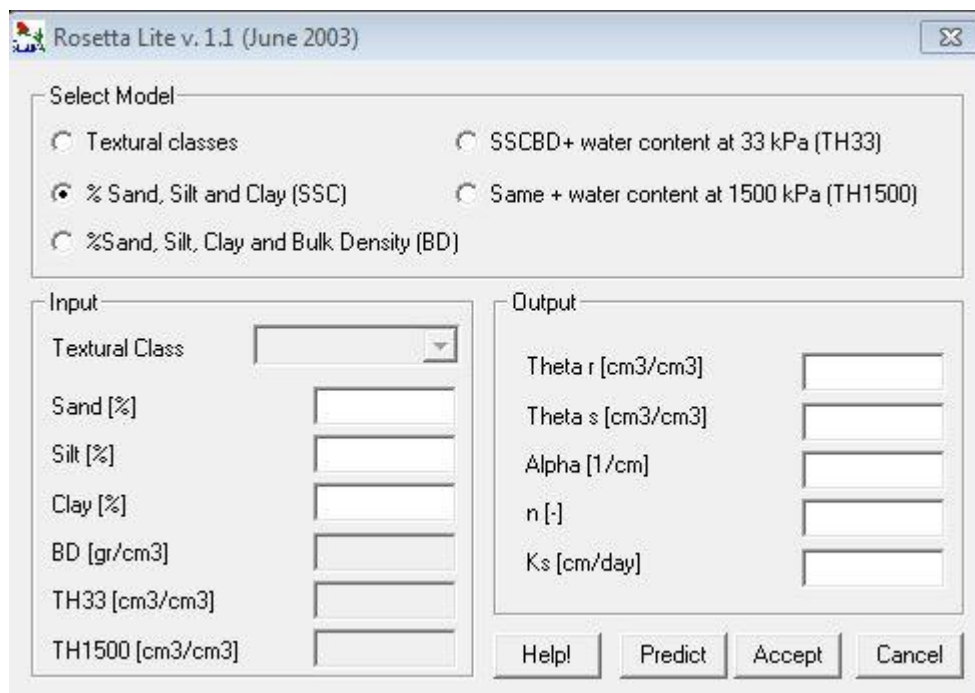 Rosetta Lite v. 1.1 (June 2003)
Select Model
Textural classes
SSCBD+ water content at 33 kPa (TH33)
% Sand, Silt and Clay (SSC)
Same + water content at 1500 kPa (TH1500)
%Sand, Silt, Clay and Bulk Density (BD)
Input
Textural Class
Sand [%]
Silt [%]
Clay [%]
BD [gr/cm3]
TH33 [cm3/cm3]
TH1500 [cm3/cm3]
Output
Theta r [cm3/cm3]
Theta s [cm3/cm3]
Alpha [1/cm]
n [-]
Ks [cm/day]
Help!
Predict
Accept
Cancel